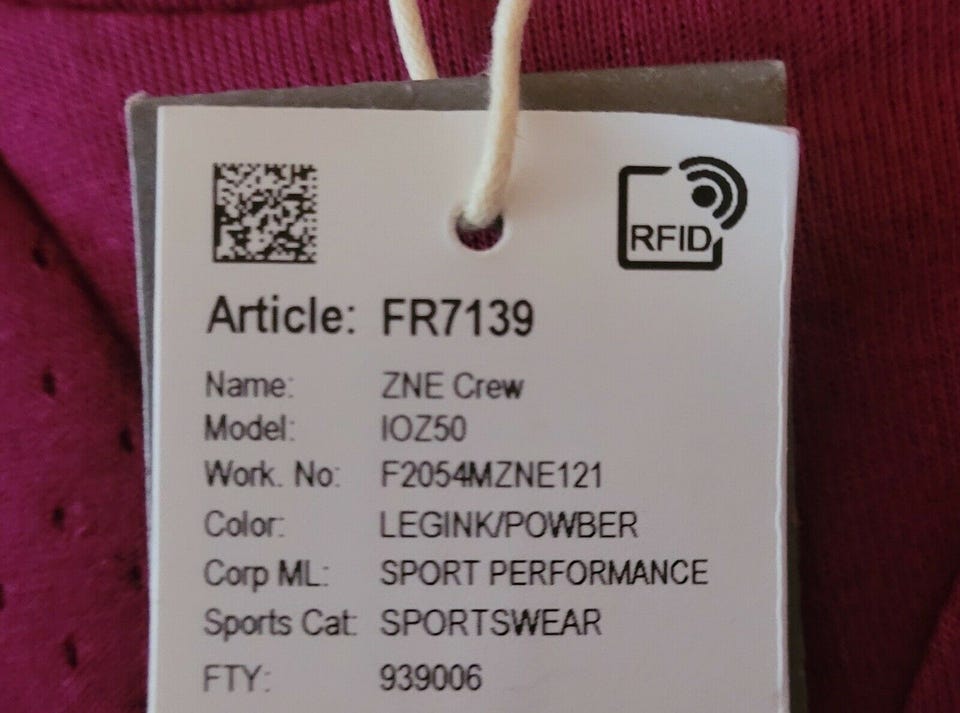 RFID
Article: FR7139
Name: ZNE Crew
Model: IOZ50
Work. No: F2054MZNE121
Color: LEGINK/POWBER
Corp ML: SPORT PERFORMANCE
Sports Cat: SPORTSWEAR
FTY: 939006